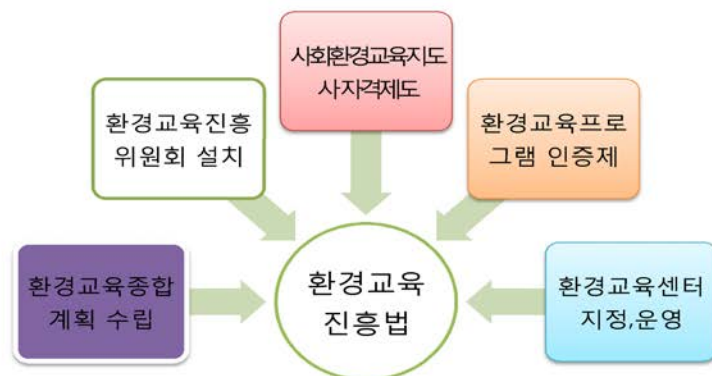 사회환경교육지도
사 자격제도
환경교육진흥
위원회 설치
환경교육프로
그램 인증제
환경교육종합
계획 수립
환경교육
진흥법
환경교육센터
지정,운영